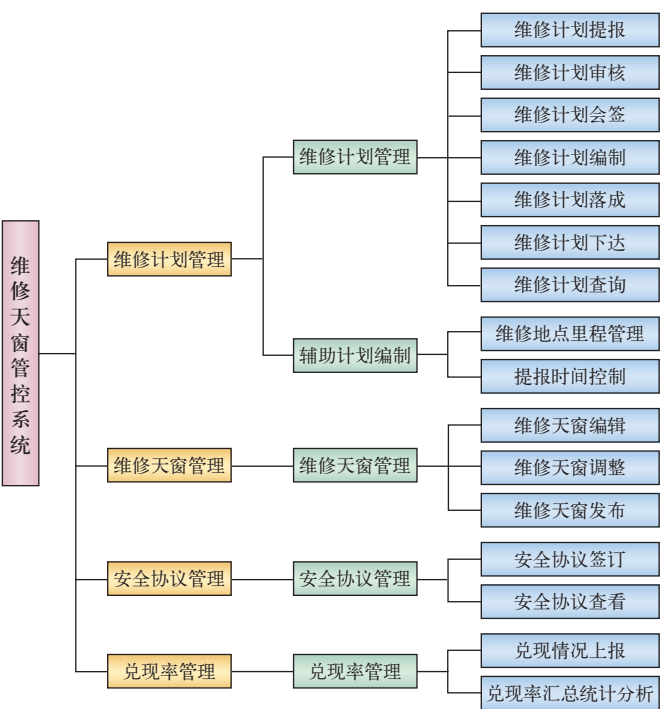 维修天窗管控系统
维修计划管理
维修计划管理
维修计划提报
维修计划审核
维修计划会签
维修计划编制
维修计划落成
维修计划下达
维修计划查询
辅助计划编制
维修地点里程管理
提报时间控制
维修天窗管理
维修天窗管理
维修天窗编辑
维修天窗调整
维修天窗发布
安全协议管理
安全协议管理
安全协议签订
安全协议查看
兑现率管理
兑现率管理
兑现情况上报
兑现率汇总统计分析